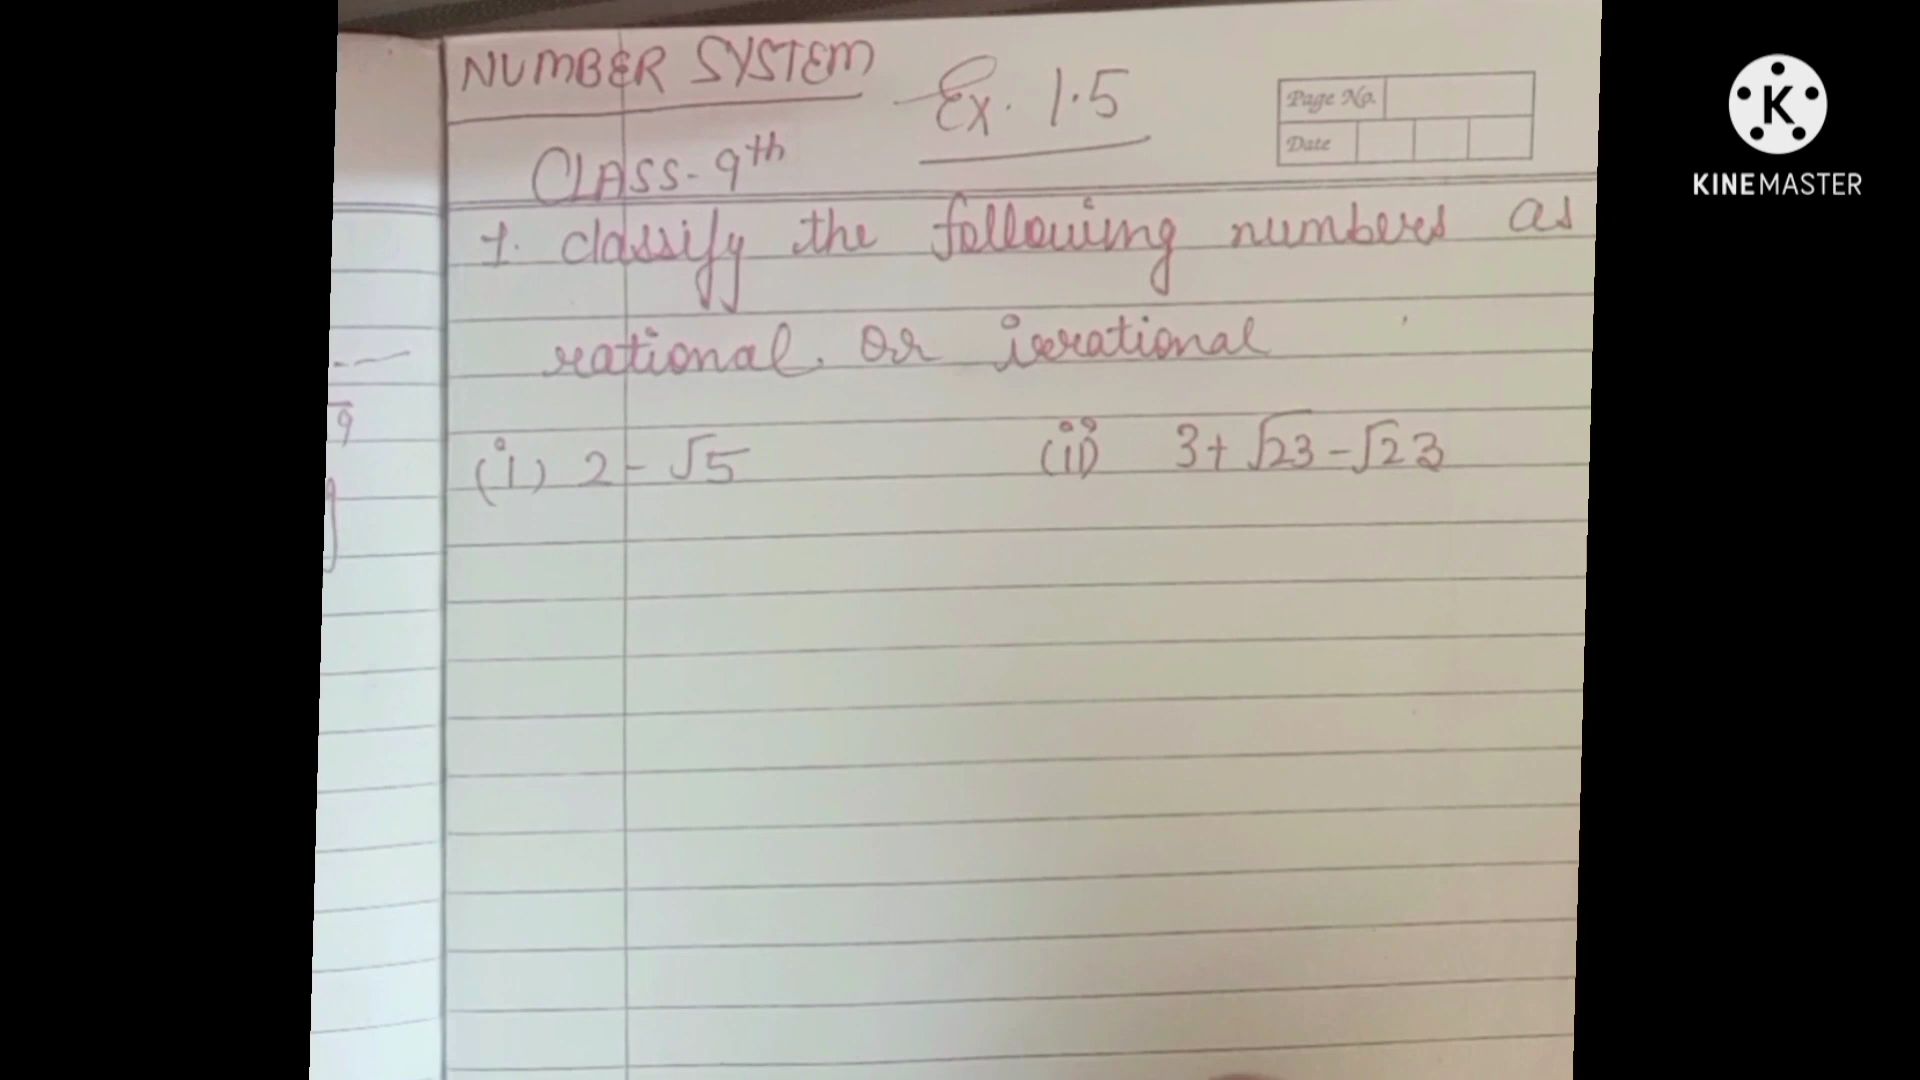 NUMBER SYSTEM
Ex. 1.5
Page No.
Date
KINEMASTER
CLASS-9th
1. classify the following numbers as
rational or irrational
(i) 2-√5 (ii) 3+√23-√23
9